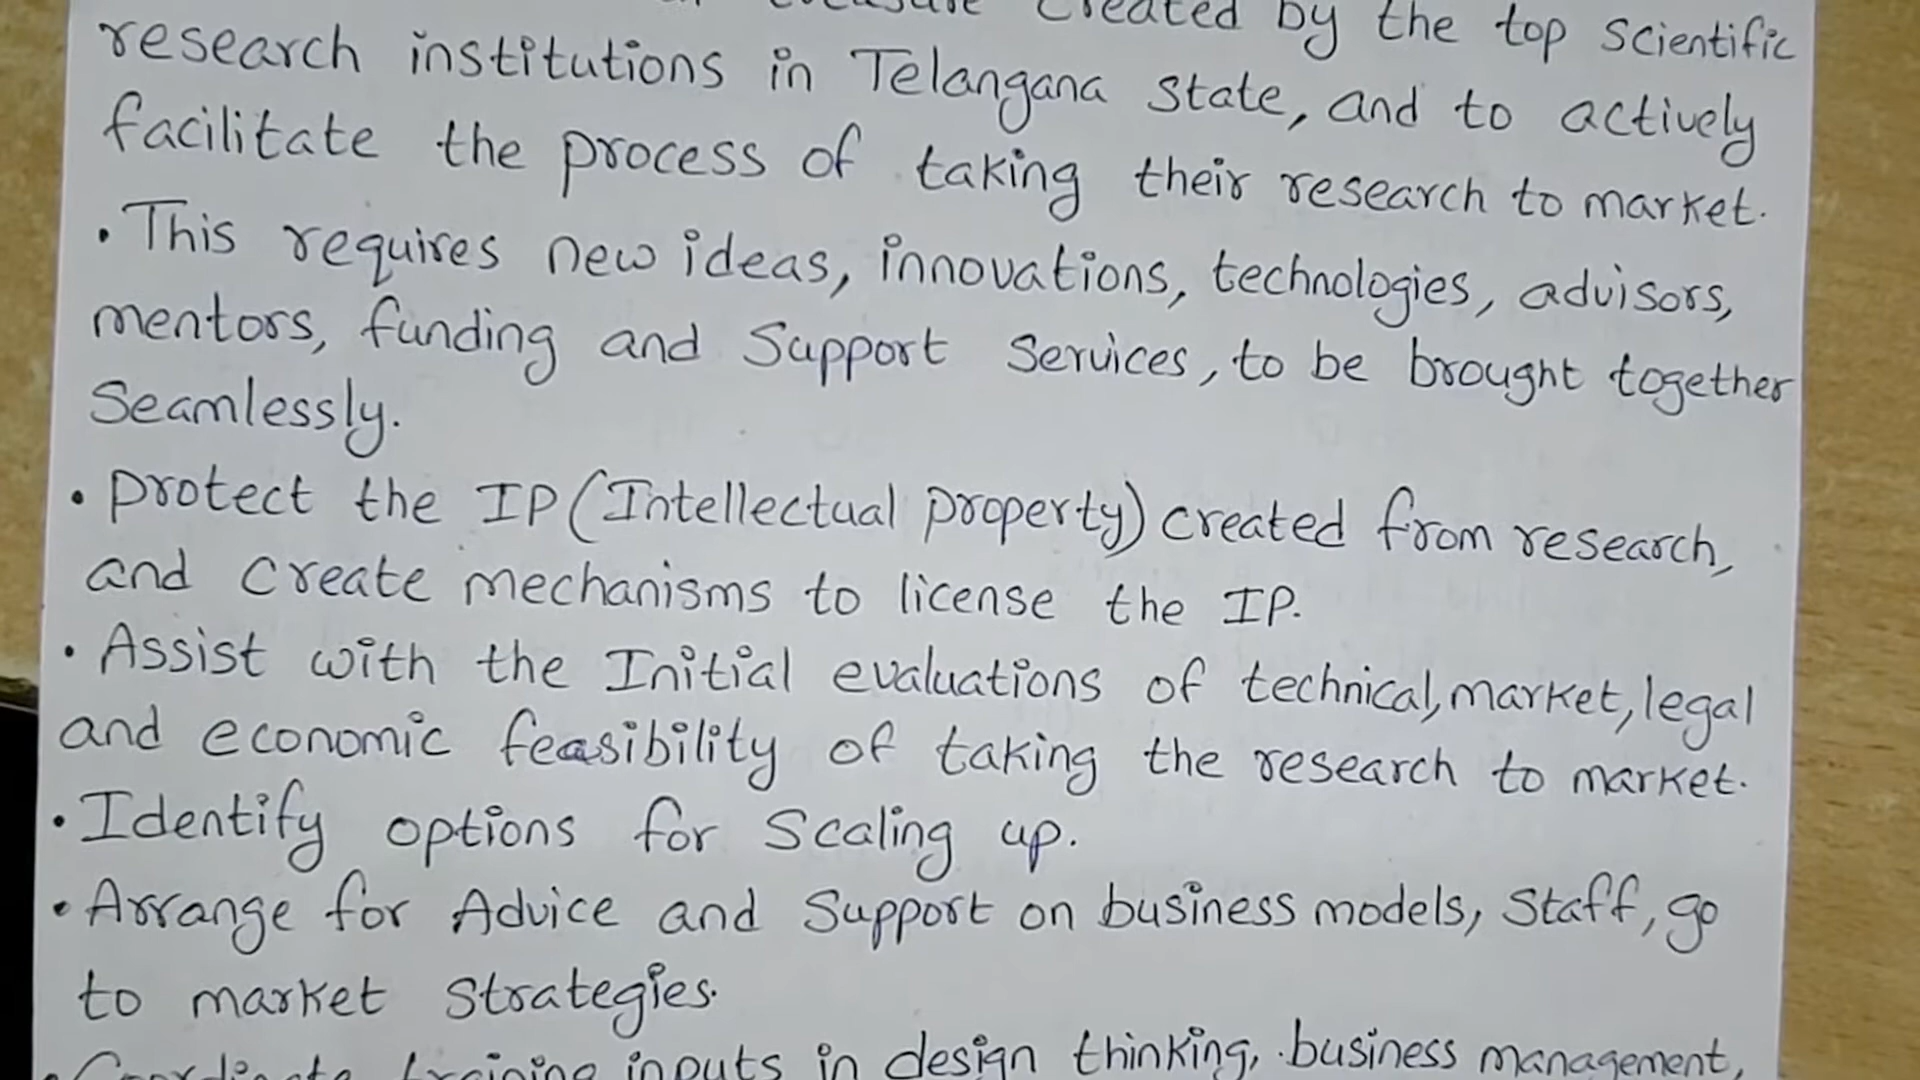 created by the top scientific
research institutions in Telangana state, and to actively
facilitate the process of taking their research to market.
• This requires new ideas, innovations, technologies, advisors,
mentors, funding and Support Services, to be brought together
Seamlessly.
• protect the IP (Intellectual property) created from research,
and create mechanisms to license the IP.
• Assist with the Initial evaluations of technical, market, legal
and economic feasibility of taking the research to market.
• Identify options for Scaling up.
• Arrange for Advice and Support on business models, Staff, go
to market strategies.
• Coordinate training inputs in design thinking, business management,